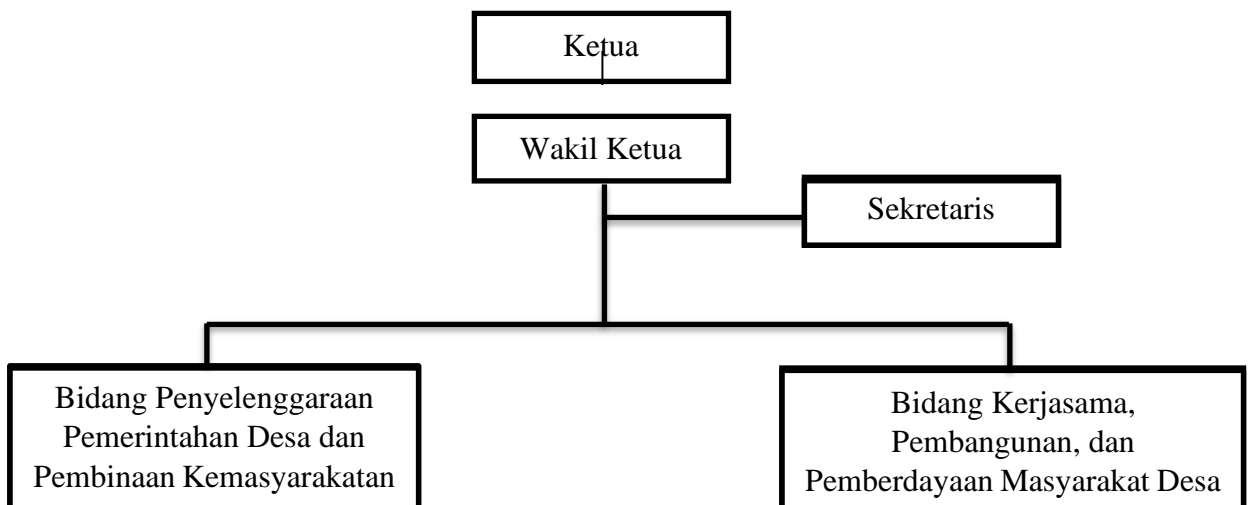 Ketua
Wakil Ketua
Sekretaris
Bidang Penyelenggaraan
Pemerintahan Desa dan
Pembinaan Kemasyarakatan
Bidang Kerjasama,
Pembangunan, dan
Pemberdayaan Masyarakat Desa